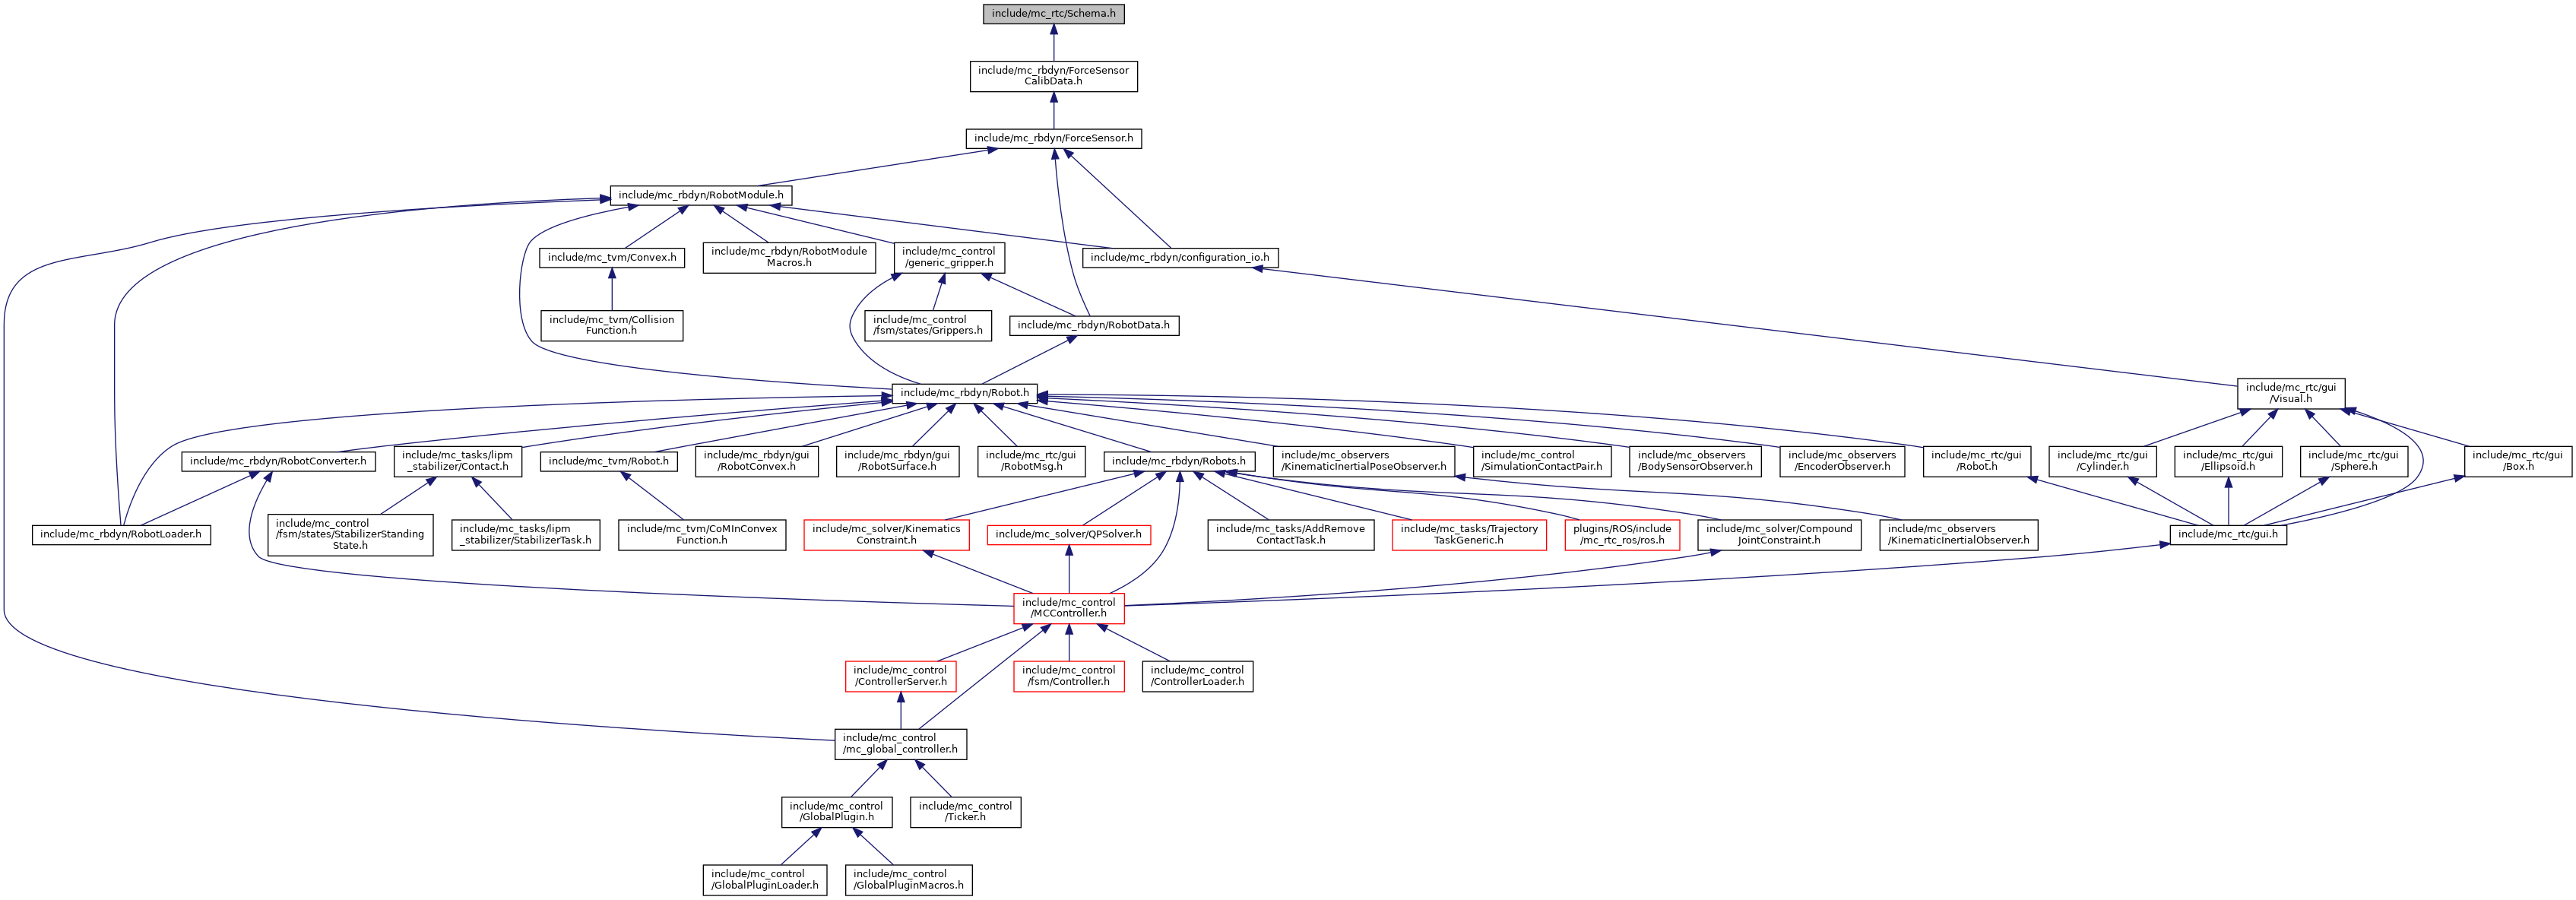 include/mc_rtc/Schema.h
include/mc_rbdyn/ForceSensor
CalibData.h
include/mc_rbdyn/ForceSensor.h
include/mc_rbdyn/RobotModule.h
include/mc_tvm/Convex.h
include/mc_rbdyn/RobotModule
Macros.h
include/mc_control
/generic_gripper.h
include/mc_rbdyn/configuration_io.h
include/mc_tvm/Collision
Function.h
include/mc_control
/fsm/states/Grippers.h
include/mc_rbdyn/RobotData.h
include/mc_rbdyn/Robot.h
include/mc_rtc/gui
/Visual.h
include/mc_rbdyn/RobotConverter.h
include/mc_tasks/lipm
_stabilizer/Contact.h
include/mc_tvm/Robot.h
include/mc_rbdyn/gui
/RobotConvex.h
include/mc_rbdyn/gui
/RobotSurface.h
include/mc_rtc/gui
/RobotMsg.h
include/mc_rbdyn/Robots.h
include/mc_observers
/KinematicInertialPoseObserver.h
include/mc_control
/SimulationContactPair.h
include/mc_observers
/BodySensorObserver.h
include/mc_observers
/EncoderObserver.h
include/mc_rtc/gui
/Robot.h
include/mc_rtc/gui
/Cylinder.h
include/mc_rtc/gui
/Ellipsoid.h
include/mc_rtc/gui
/Sphere.h
include/mc_rtc/gui
/Box.h
include/mc_rbdyn/RobotLoader.h
include/mc_control
/fsm/states/StabilizerStanding
State.h
include/mc_tasks/lipm
_stabilizer/StabilizerTask.h
include/mc_tvm/CoMInConvex
Function.h
include/mc_solver/Kinematics
Constraint.h
include/mc_solver/QPSolver.h
include/mc_tasks/AddRemove
ContactTask.h
include/mc_tasks/Trajectory
TaskGeneric.h
plugins/ROS/include
/mc_rtc_ros/ros.h
include/mc_solver/Compound
JointConstraint.h
include/mc_observers
/KinematicInertialObserver.h
include/mc_rtc/gui.h
include/mc_control
/MCController.h
include/mc_control
/ControllerServer.h
include/mc_control
/fsm/Controller.h
include/mc_control
/ControllerLoader.h
include/mc_control
/mc_global_controller.h
include/mc_control
/GlobalPlugin.h
include/mc_control
/Ticker.h
include/mc_control
/GlobalPluginLoader.h
include/mc_control
/GlobalPluginMacros.h